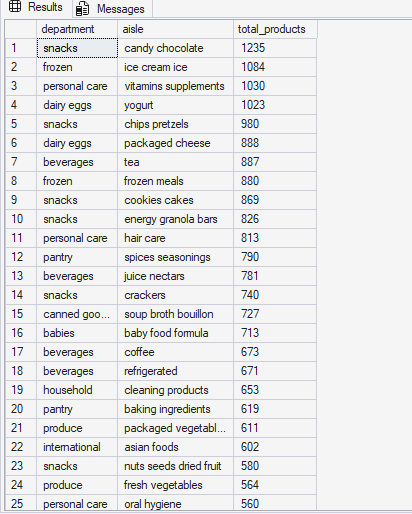 Results Messages
department aisle total_products
1 snacks candy chocolate 1235
2 frozen ice cream ice 1084
3 personal care vitamins supplements 1030
4 dairy eggs yogurt 1023
5 snacks chips pretzels 980
6 dairy eggs packaged cheese 888
7 beverages tea 887
8 frozen frozen meals 880
9 snacks cookies cakes 869
10 snacks energy granola bars 826
11 personal care hair care 813
12 pantry spices seasonings 790
13 beverages juice nectars 781
14 snacks crackers 740
15 canned goo... soup broth bouillon 727
16 babies baby food formula 713
17 beverages coffee 673
18 beverages refrigerated 671
19 household cleaning products 653
20 pantry baking ingredients 619
21 produce packaged vegetabl... 611
22 international asian foods 602
23 snacks nuts seeds dried fruit 580
24 produce fresh vegetables 564
25 personal care oral hygiene 560